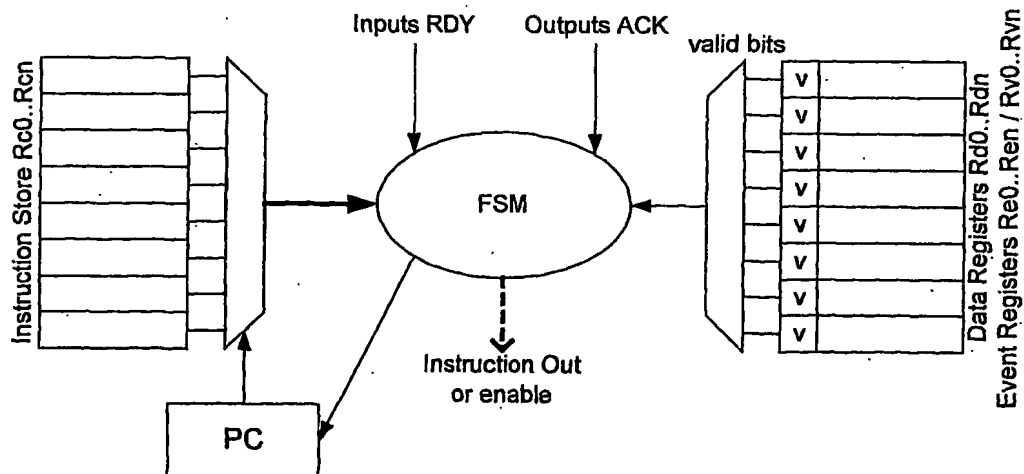 Inputs RDY
Outputs ACK
valid bits
Instruction Store Rc0..Rcn
FSM
v
v
v
v
v
v
v
v
Data Registers Rd0..Rdn
Event Registers Re0..Ren / Rv0..Rvn
Instruction Out
or enable
PC